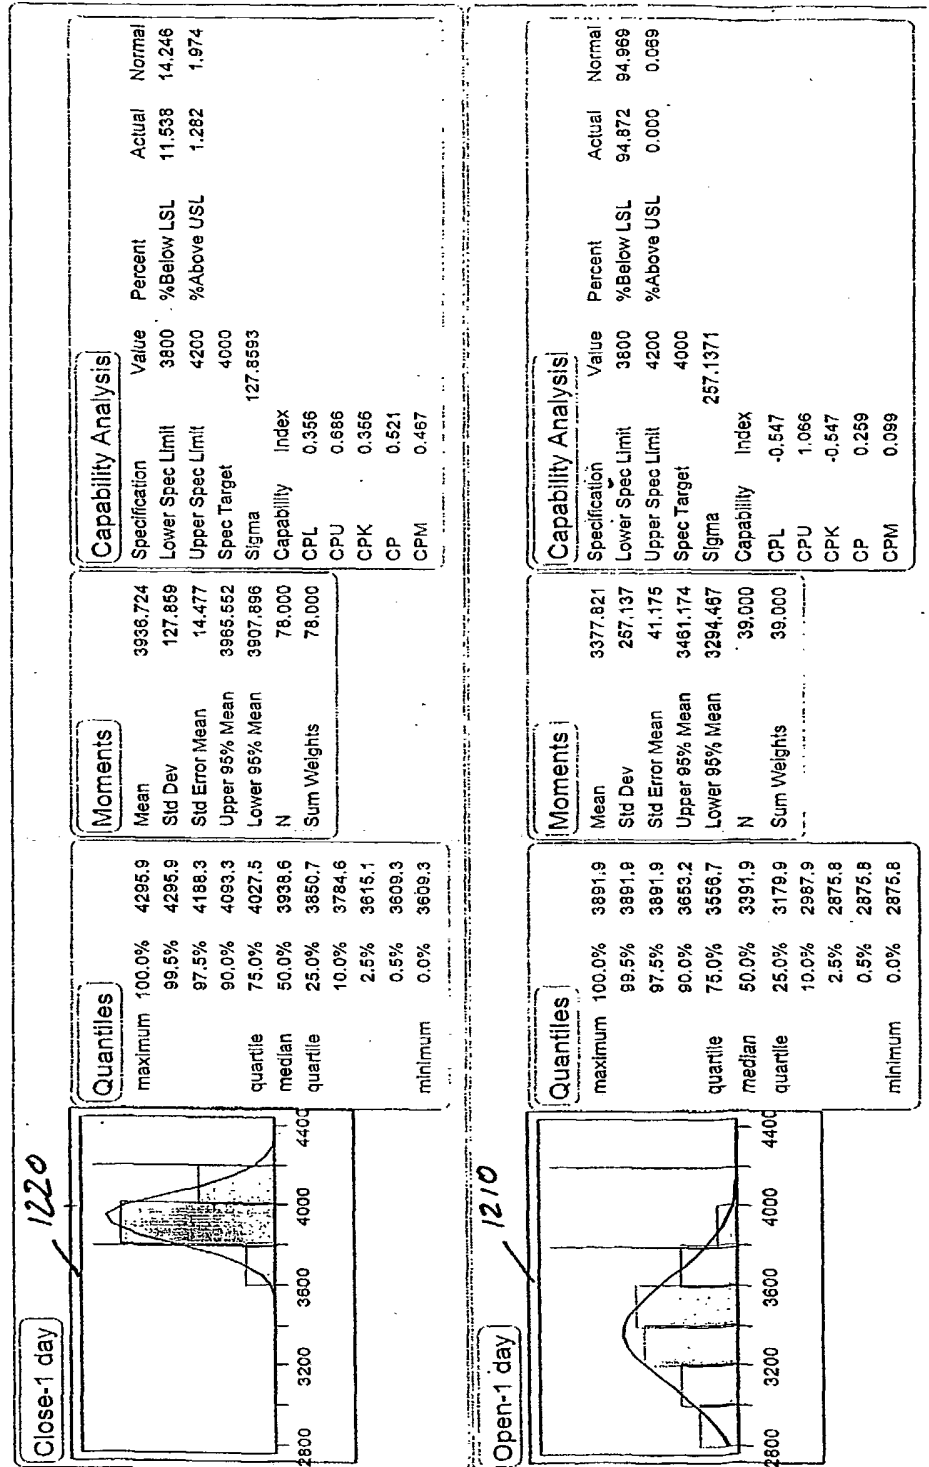 Close-1 day
1220
2800 3200 3600 4000 4400
Quantiles
maximum 100.0% 4295.9
99.5% 4295.9
97.5% 4188.3
90.0% 4093.3
quartile 75.0% 4027.5
median 50.0% 3938.6
quartile 25.0% 3850.7
10.0% 3784.6
2.5% 3615.1
0.5% 3609.3
minimum 0.0% 3609.3
Moments
Mean 3936.724
Std Dev 127.859
Std Error Mean 14.477
Upper 95% Mean 3965.552
Lower 95% Mean 3907.896
N 78.000
Sum Weights 78.000
Capability Analysis
Specification Value Percent Actual Normal
Lower Spec Limit 3800 %Below LSL 11.538 14.246
Upper Spec Limit 4200 %Above USL 1.282 1.974
Spec Target 4000
Sigma 127.8593
Capability Index
CPL 0.356
CPU 0.686
CPK 0.356
CP 0.521
CPM 0.467
Open-1 day
1210
2800 3200 3600 4000 4400
Quantiles
maximum 100.0% 3891.9
99.5% 3891.9
97.5% 3891.9
90.0% 3653.2
quartile 75.0% 3556.7
median 50.0% 3391.9
quartile 25.0% 3179.9
10.0% 2987.9
2.5% 2875.8
0.5% 2875.8
minimum 0.0% 2875.8
Moments
Mean 3377.821
Std Dev 257.137
Std Error Mean 41.175
Upper 95% Mean 3461.174
Lower 95% Mean 3294.467
N 39.000
Sum Weights 39.000
Capability Analysis
Specification Value Percent Actual Normal
Lower Spec Limit 3800 %Below LSL 94.872 94.969
Upper Spec Limit 4200 %Above USL 0.000 0.069
Spec Target 4000
Sigma 257.1371
Capability Index
CPL -0.547
CPU 1.066
CPK -0.547
CP 0.259
CPM 0.099